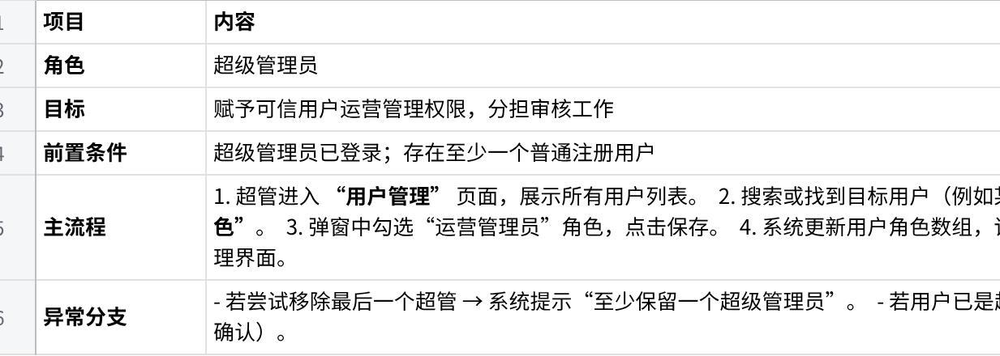 1 项目 内容
2 角色 超级管理员
3 目标 赋予可信用户运营管理权限，分担审核工作
4 前置条件 超级管理员已登录；存在至少一个普通注册用户
1. 超管进入 “用户管理” 页面，展示所有用户列表。 2. 搜索或找到目标用户（例如
5 主流程 色”。 3. 弹窗中勾选“运营管理员”角色，点击保存。 4. 系统更新用户角色数组，
理界面。
- 若尝试移除最后一个超管 → 系统提示“至少保留一个超级管理员”。 - 若用户已是
6 异常分支
确认）。